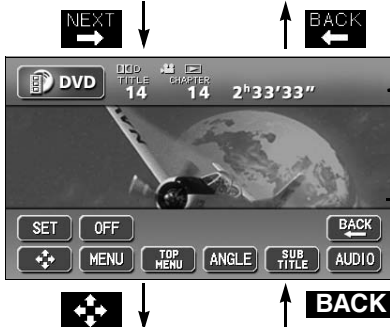 NEXT BACK
DVD
TITLE CHAPTER
14 14 2h33'33"
SET OFF BACK
MENU TOP MENU ANGLE SUB TITLE AUDIO
BACK